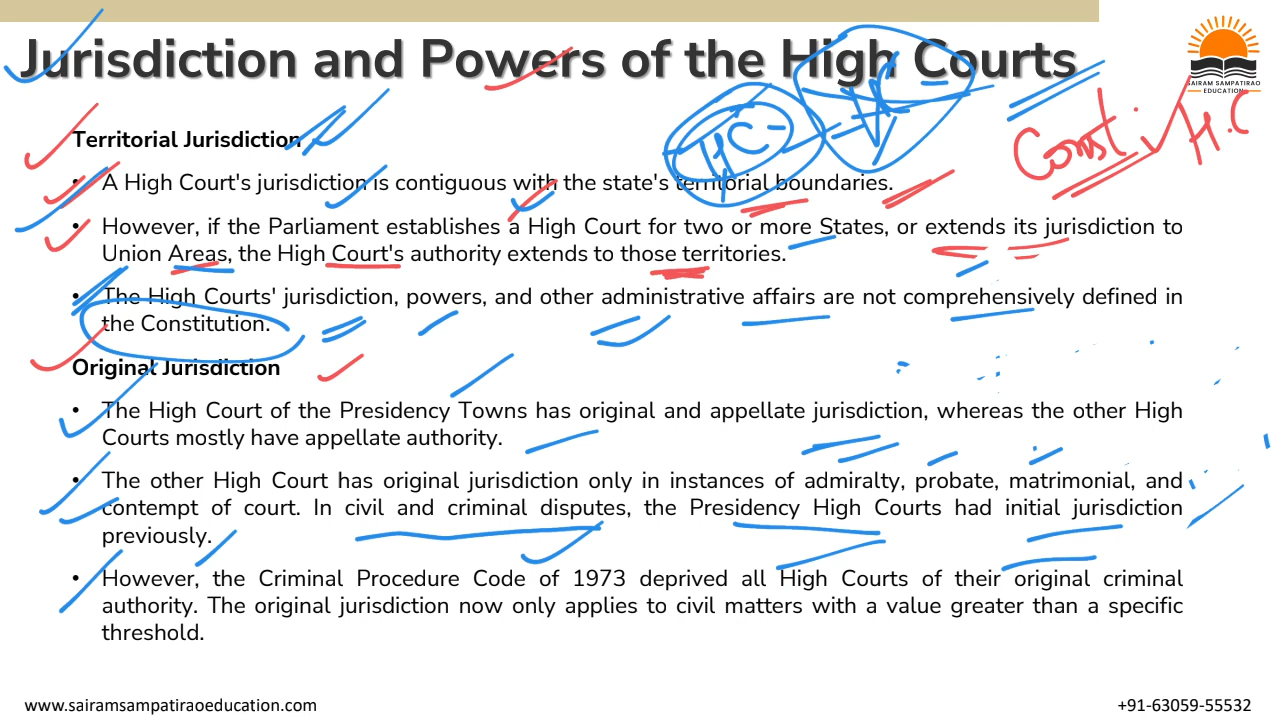 Jurisdiction and Powers of the High Courts
SAIRAM SAMPATIRAO
EDUCATION
HC
Const. H.C
Territorial Jurisdiction
• A High Court's jurisdiction is contiguous with the state's territorial boundaries.
• However, if the Parliament establishes a High Court for two or more States, or extends its jurisdiction to
Union Areas, the High Court's authority extends to those territories.
• The High Courts' jurisdiction, powers, and other administrative affairs are not comprehensively defined in
the Constitution.
Original Jurisdiction
• The High Court of the Presidency Towns has original and appellate jurisdiction, whereas the other High
Courts mostly have appellate authority.
• The other High Court has original jurisdiction only in instances of admiralty, probate, matrimonial, and
contempt of court. In civil and criminal disputes, the Presidency High Courts had initial jurisdiction
previously.
• However, the Criminal Procedure Code of 1973 deprived all High Courts of their original criminal
authority. The original jurisdiction now only applies to civil matters with a value greater than a specific
threshold.
www.sairamsampatiraoeducation.com
+91-63059-55532